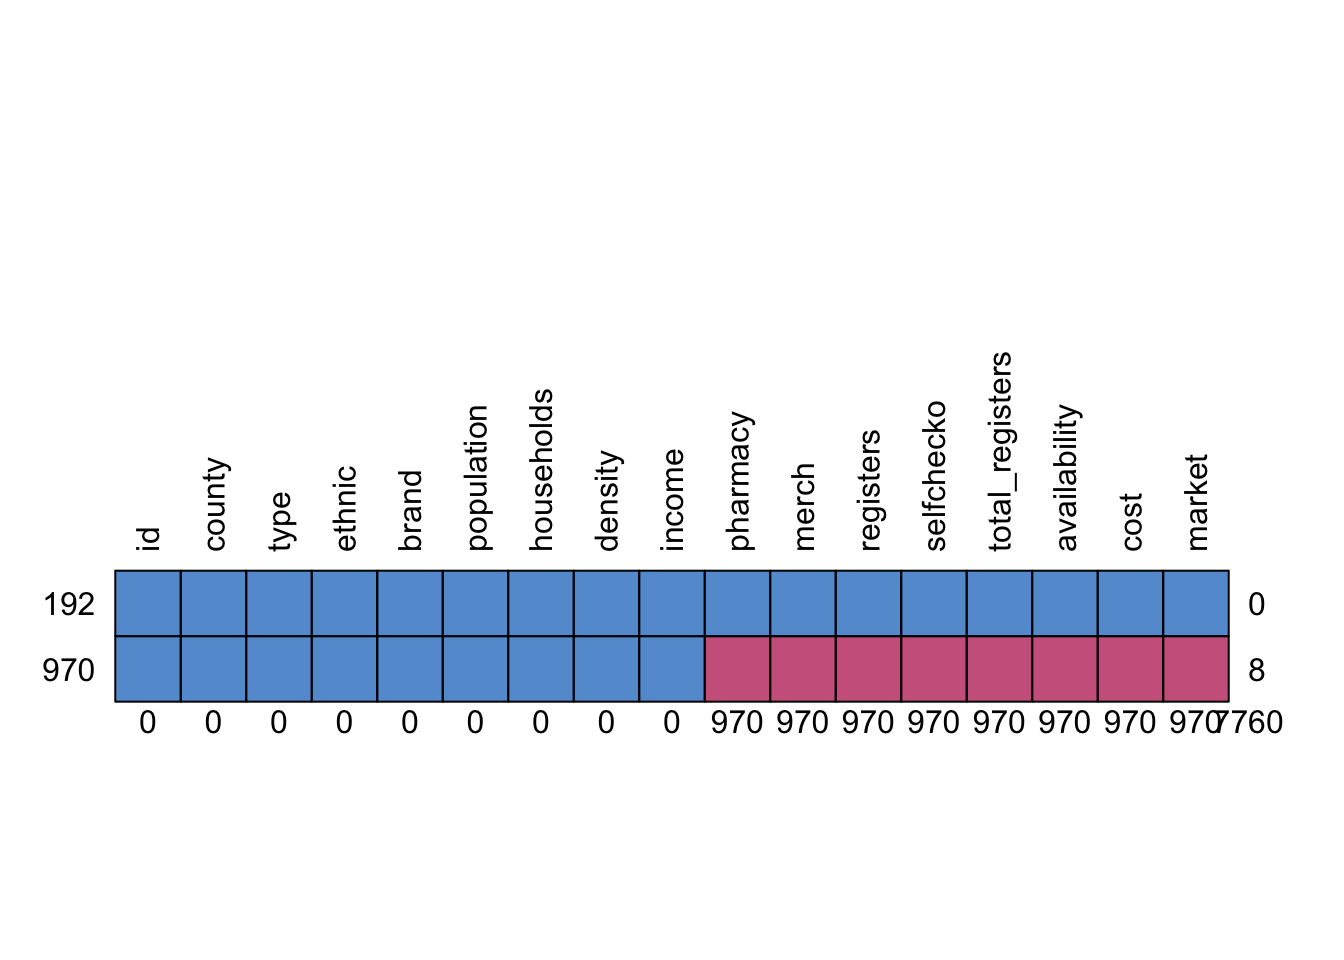 id county type ethnic brand population households density income pharmacy merch registers selfchecko total_registers availability cost market
192 0
970 8
0 0 0 0 0 0 0 0 0 970 970 970 970 970 970 970 970 7760